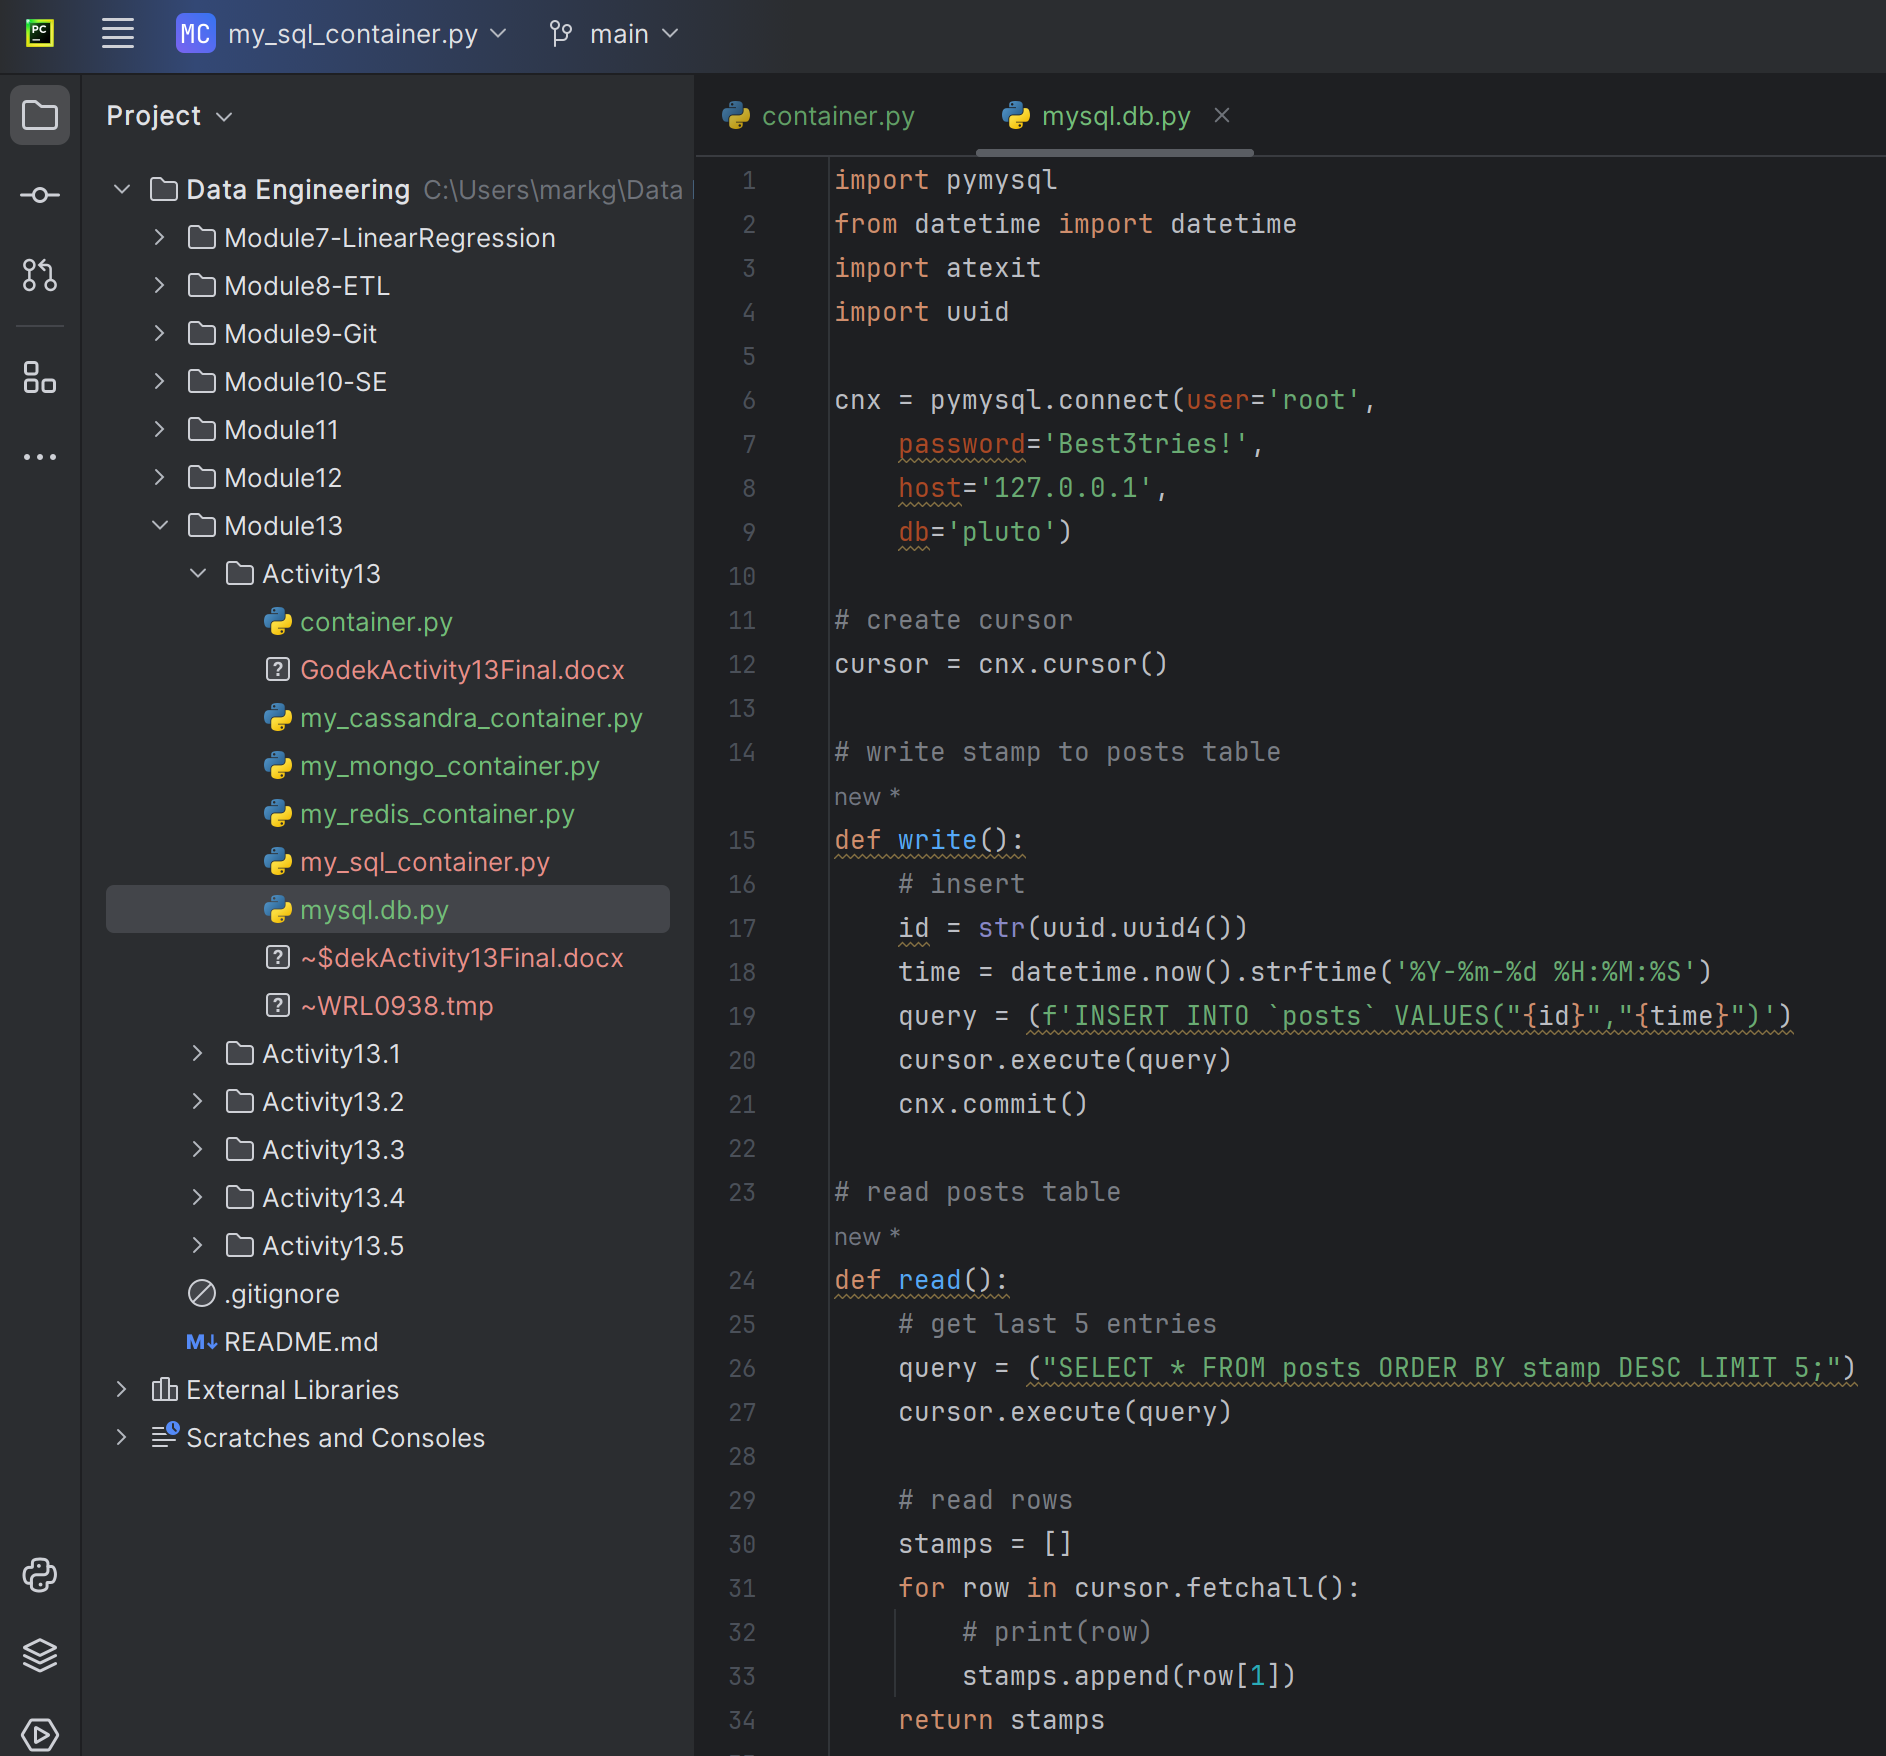 PC
MC my_sql_container.py main
Project
Data Engineering C:\Users\markg\Data
Module7-LinearRegression
Module8-ETL
Module9-Git
Module10-SE
Module11
Module12
Module13
Activity13
container.py
GodekActivity13Final.docx
my_cassandra_container.py
my_mongo_container.py
my_redis_container.py
my_sql_container.py
mysql.db.py
~$dekActivity13Final.docx
~WRL0938.tmp
Activity13.1
Activity13.2
Activity13.3
Activity13.4
Activity13.5
.gitignore
M↓ README.md
External Libraries
Scratches and Consoles
container.py mysql.db.py ×
1 import pymysql
2 from datetime import datetime
3 import atexit
4 import uuid
5
6 cnx = pymysql.connect(user='root',
7     password='Best3tries!',
8     host='127.0.0.1',
9     db='pluto')
10
11 # create cursor
12 cursor = cnx.cursor()
13
14 # write stamp to posts table
new *
15 def write():
16     # insert
17     id = str(uuid.uuid4())
18     time = datetime.now().strftime('%Y-%m-%d %H:%M:%S')
19     query = (f'INSERT INTO `posts` VALUES("{id}","{time}")')
20     cursor.execute(query)
21     cnx.commit()
22
23 # read posts table
new *
24 def read():
25     # get last 5 entries
26     query = ("SELECT * FROM posts ORDER BY stamp DESC LIMIT 5;")
27     cursor.execute(query)
28
29     # read rows
30     stamps = []
31     for row in cursor.fetchall():
32         # print(row)
33         stamps.append(row[1])
34     return stamps